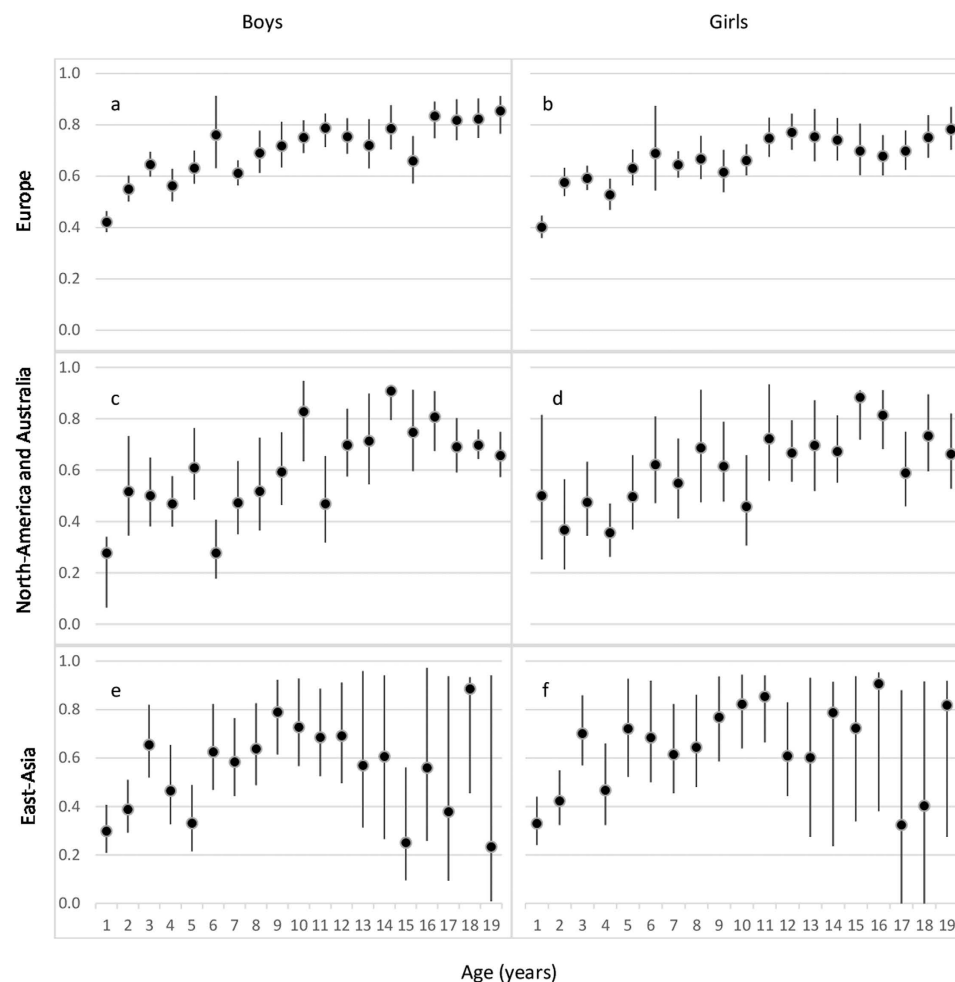 Boys Girls
Europe
1.0
0.8
0.6
0.4
0.2
0.0
a
b
North-America and Australia
1.0
0.8
0.6
0.4
0.2
0.0
c
d
East-Asia
1.0
0.8
0.6
0.4
0.2
0.0
e
f
1 2 3 4 5 6 7 8 9 10 11 12 13 14 15 16 17 18 19 1 2 3 4 5 6 7 8 9 10 11 12 13 14 15 16 17 18 19
Age (years)